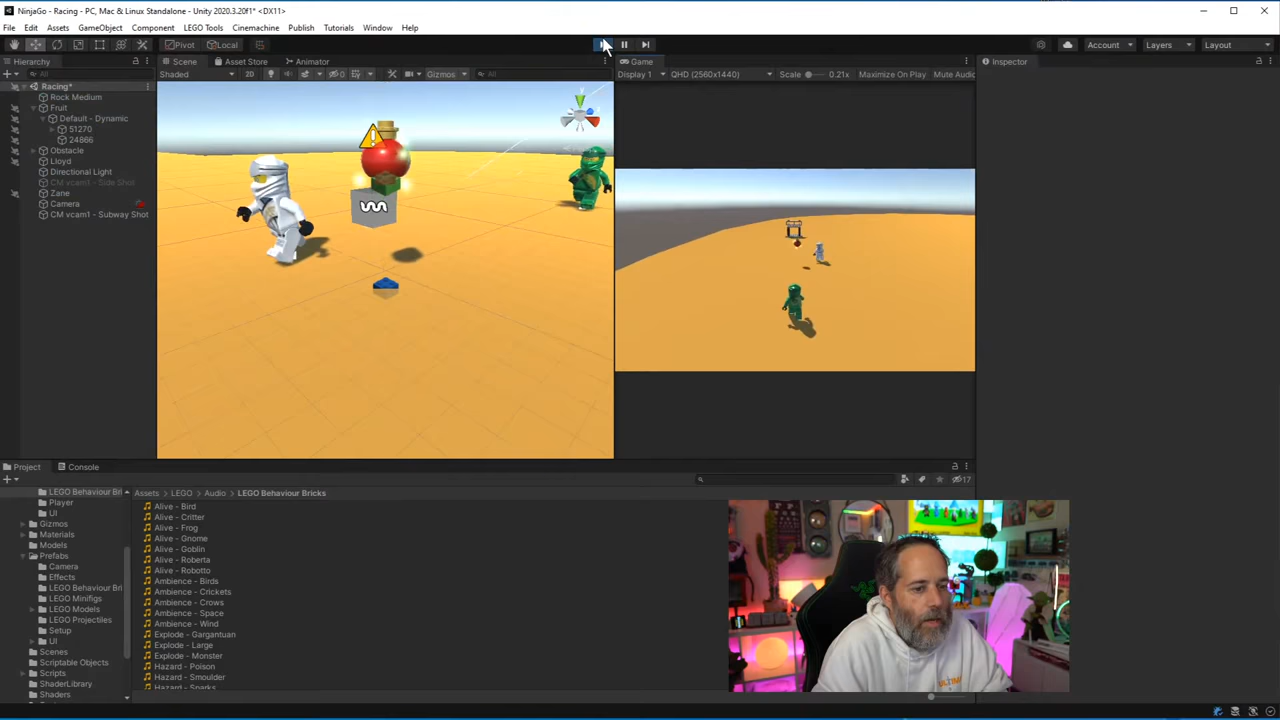 NinjaGo - Racing - PC, Mac & Linux Standalone - Unity 2020.3.20f1* <DX11>
File Edit Assets GameObject Component LEGO Tools Cinemachine Publish Tutorials Window Help
Pivot Local Account Layers Layout
Hierarchy Scene Asset Store Animator Game Inspector
All Shaded 2D 0 Gizmos All Display 1 QHD (2560x1440) Scale 0.21x Maximize On Play Mute Audio
Racing*
Rock Medium
Fruit
Default - Dynamic
51270
24866
Obstacle
Lloyd
Directional Light
CM vcam1 - Side Shot
Zane
Camera
CM vcam1 - Subway Shot
Project Console
17
LEGO Behaviour Bri
Player
UI
Gizmos
Materials
Models
Prefabs
Camera
Effects
LEGO Behaviour Bri
LEGO Minifigs
LEGO Models
LEGO Projectiles
Setup
UI
Scenes
Scriptable Objects
Scripts
ShaderLibrary
Shaders
Assets > LEGO > Audio > LEGO Behaviour Bricks
Alive - Bird
Alive - Critter
Alive - Frog
Alive - Gnome
Alive - Goblin
Alive - Roberta
Alive - Robotto
Ambience - Birds
Ambience - Crickets
Ambience - Crows
Ambience - Space
Ambience - Wind
Explode - Gargantuan
Explode - Large
Explode - Monster
Hazard - Poison
Hazard - Smoulder
Hazard - Sparks